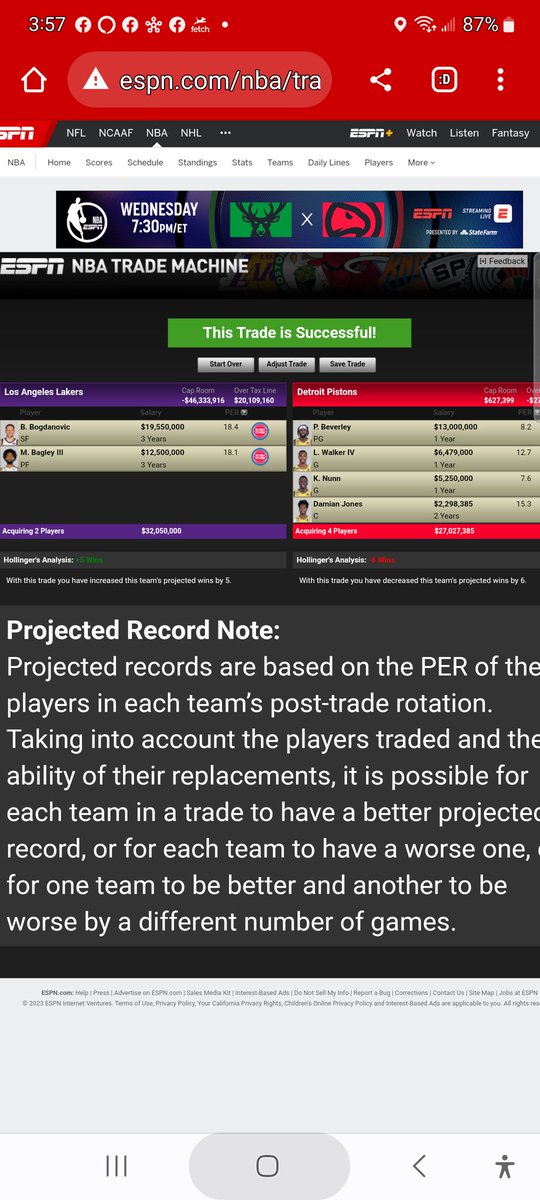 3:57
fetch
87%
espn.com/nba/tra
:D
NFL NCAAF NBA NHL ••• ESPN+ Watch Listen Fantasy
NBA Home Scores Schedule Standings Stats Teams Daily Lines Players More
NBA WEDNESDAY 7:30PM/ET X ESPN STREAMING LIVE
PRESENTED BY StateFarm
ESPN NBA TRADE MACHINE
[+] Feedback
This Trade is Successful!
Start Over Adjust Trade Save Trade
Los Angeles Lakers Cap Room -$46,333,916 Over Tax Line $20,109,160
Player Salary PER
B. Bogdanovic $19,550,000 18.4
SF 3 Years
M. Bagley III $12,500,000 18.1
PF 3 Years
Acquiring 2 Players $32,050,000
Hollinger's Analysis: +5 Wins
With this trade you have increased this team's projected wins by 5.
Detroit Pistons Cap Room $627,399
Player Salary PER
P. Beverley $13,000,000 8.2
PG 1 Year
L. Walker IV $6,479,000 12.7
G 1 Year
K. Nunn $5,250,000 7.6
G 1 Year
Damian Jones $2,298,385 15.3
C 2 Years
Acquiring 4 Players $27,027,385
Hollinger's Analysis: -6 Wins
With this trade you have decreased this team's projected wins by 6.
Projected Record Note:
Projected records are based on the PER of the
players in each team’s post-trade rotation.
Taking into account the players traded and the
ability of their replacements, it is possible for
each team in a trade to have a better projected
record, or for each team to have a worse one,
for one team to be better and another to be
worse by a different number of games.
ESPN.com: Help | Press | Advertise on ESPN.com | Sales Media Kit | Interest-Based Ads | Do Not Sell My Info | Report a Bug | Corrections | Contact Us | Site Map | Jobs at ESPN
© 2023 ESPN Internet Ventures. Terms of Use, Privacy Policy, Your California Privacy Rights, Children's Online Privacy Policy and Interest-Based Ads are applicable to you. All rights